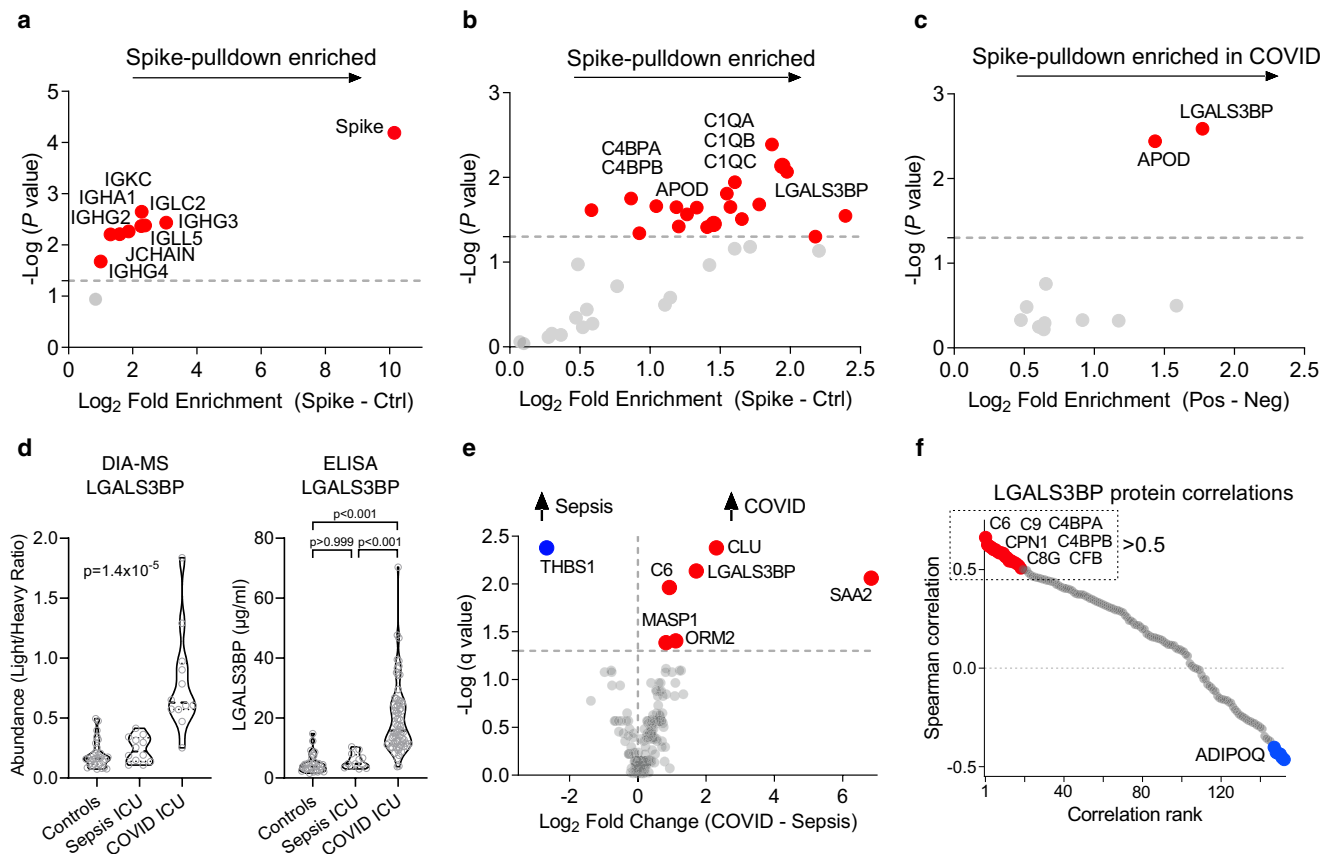 a
Spike-pulldown enriched
5
4
3
2
1
0
-Log (P value)
Spike
IGKC
IGHA1
IGLC2
IGHG2
IGHG3
IGLL5
JCHAIN
IGHG4
0 2 4 6 8 10
Log2 Fold Enrichment (Spike - Ctrl)
b
Spike-pulldown enriched
3
2
1
0
-Log (P value)
C1QA
C1QB
C1QC
C4BPA
C4BPB
APOD
LGALS3BP
0.0 0.5 1.0 1.5 2.0 2.5
Log2 Fold Enrichment (Spike - Ctrl)
c
Spike-pulldown enriched in COVID
3
2
1
0
-Log (P value)
LGALS3BP
APOD
0.0 0.5 1.0 1.5 2.0 2.5
Log2 Fold Enrichment (Pos - Neg)
d
DIA-MS
LGALS3BP
2.0
1.5
1.0
0.5
0.0
Abundance (Light/Heavy Ratio)
p=1.4x10-5
Controls
Sepsis ICU
COVID ICU
ELISA
LGALS3BP
p<0.001
p>0.999
p<0.001
80
60
40
20
0
LGALS3BP (μg/ml)
Controls
Sepsis ICU
COVID ICU
e
Sepsis
COVID
2.5
2.0
1.5
1.0
0.5
0.0
-Log (q value)
THBS1
CLU
C6
LGALS3BP
SAA2
MASP1
ORM2
-2 0 2 4 6
Log2 Fold Change (COVID - Sepsis)
f
LGALS3BP protein correlations
C6 C9 C4BPA
CPN1 C4BPB
C8G CFB
>0.5
0.5
0.0
-0.5
Spearman correlation
ADIPOQ
1 40 80 120
Correlation rank